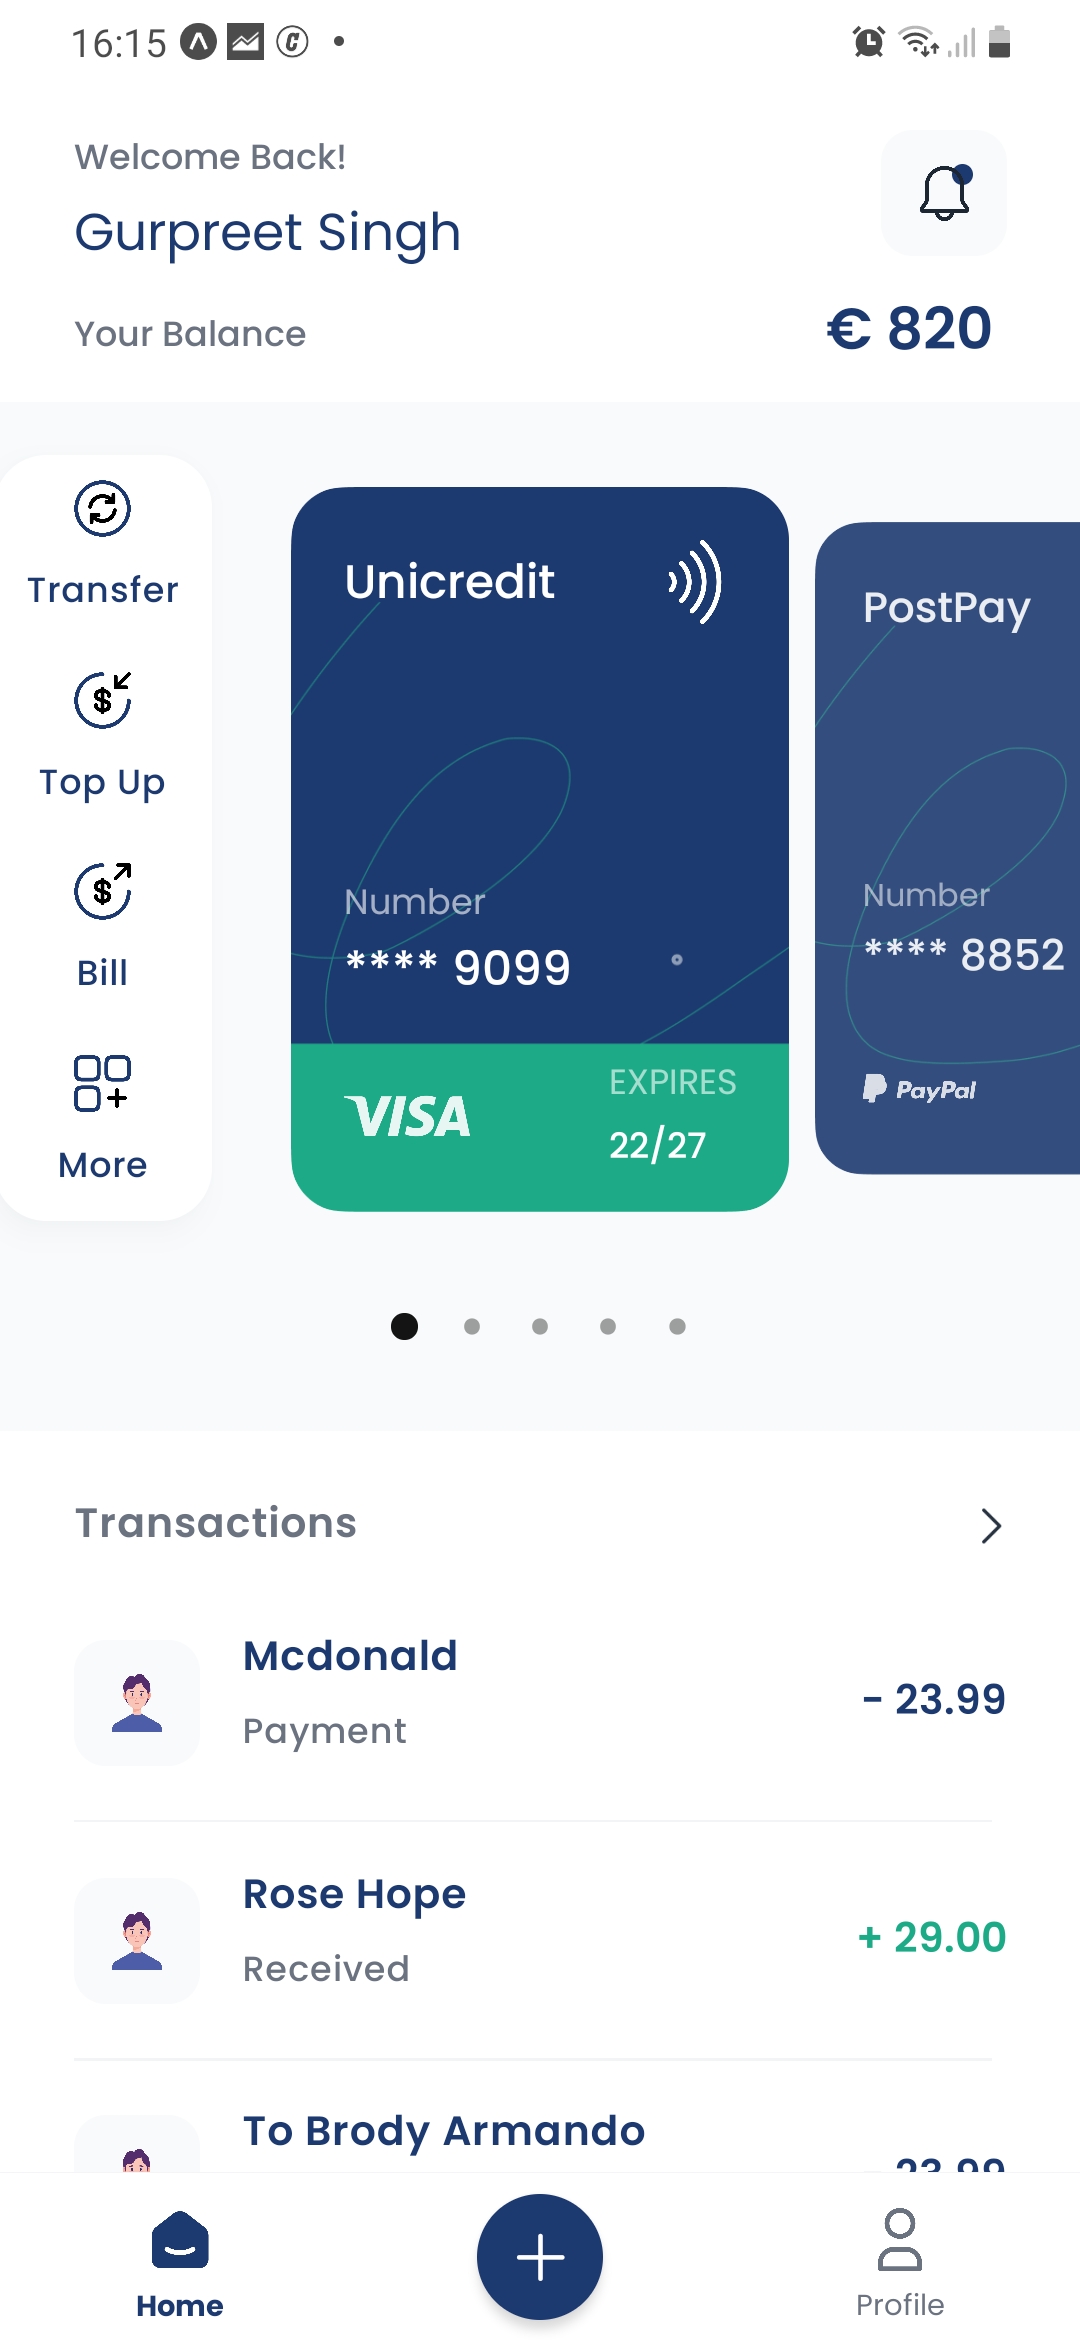 16:15
Welcome Back!
Gurpreet Singh
Your Balance
€ 820
Transfer
Top Up
Bill
More
Unicredit
Number
**** 9099
VISA
EXPIRES
22/27
PostPay
Number
**** 8852
PayPal
Transactions
Mcdonald
Payment
- 23.99
Rose Hope
Received
+ 29.00
To Brody Armando
- 23.99
Home
Profile